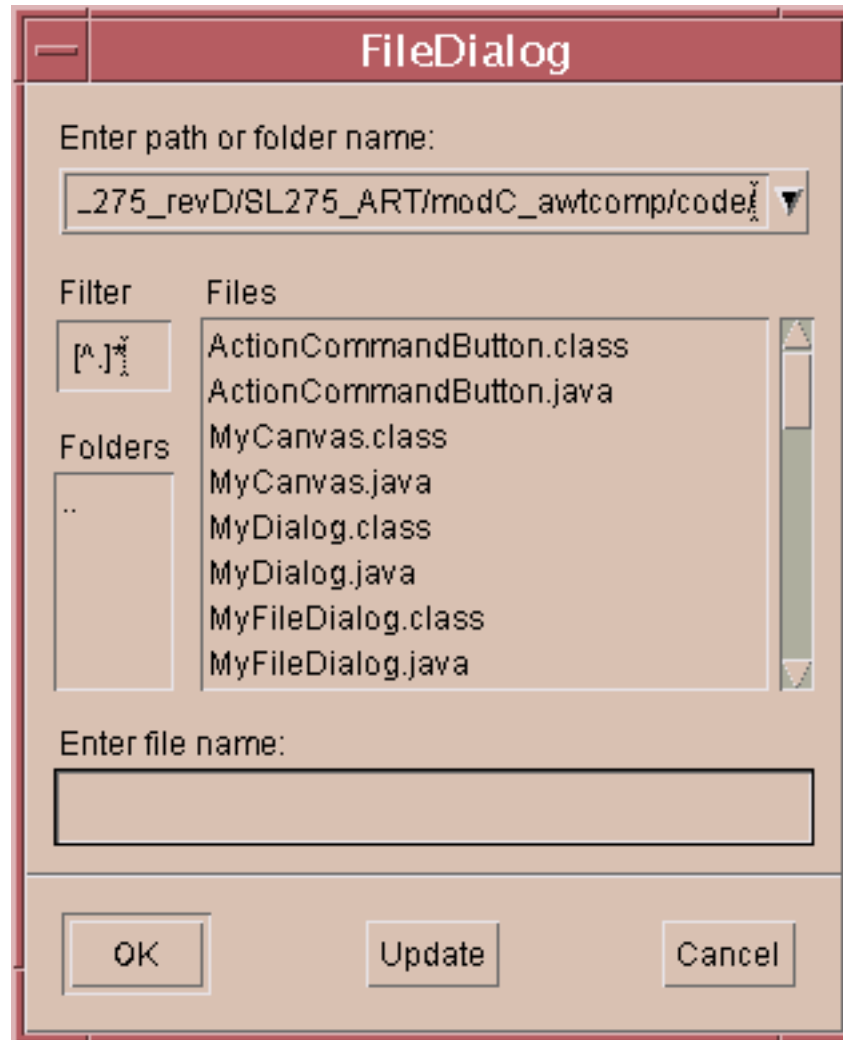 FileDialog
Enter path or folder name:
_275_revD/SL275_ART/modC_awtcomp/code/
Filter
Files
[^.]*
ActionCommandButton.class
ActionCommandButton.java
MyCanvas.class
MyCanvas.java
MyDialog.class
MyDialog.java
MyFileDialog.class
MyFileDialog.java
Folders
..
Enter file name:
OK
Update
Cancel